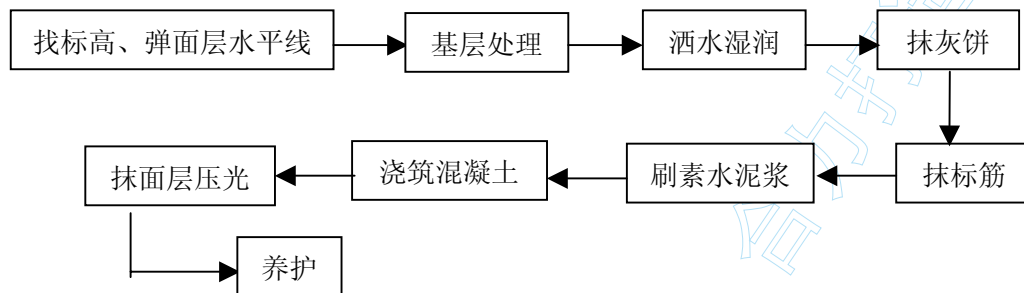 找标高、弹面层水平线
基层处理
洒水湿润
抹灰饼
抹标筋
刷素水泥浆
浇筑混凝土
抹面层压光
养护